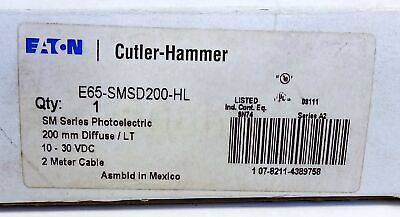 EATON Cutler-Hammer
E65-SMSD200-HL
Qty: 1
SM Series Photoelectric
200 mm Diffuse / LT
10 - 30 VDC
2 Meter Cable
Asmbld in Mexico
LISTED
Ind. Cont. Eq.
9N74
Series A2
1 07-8211-4389758